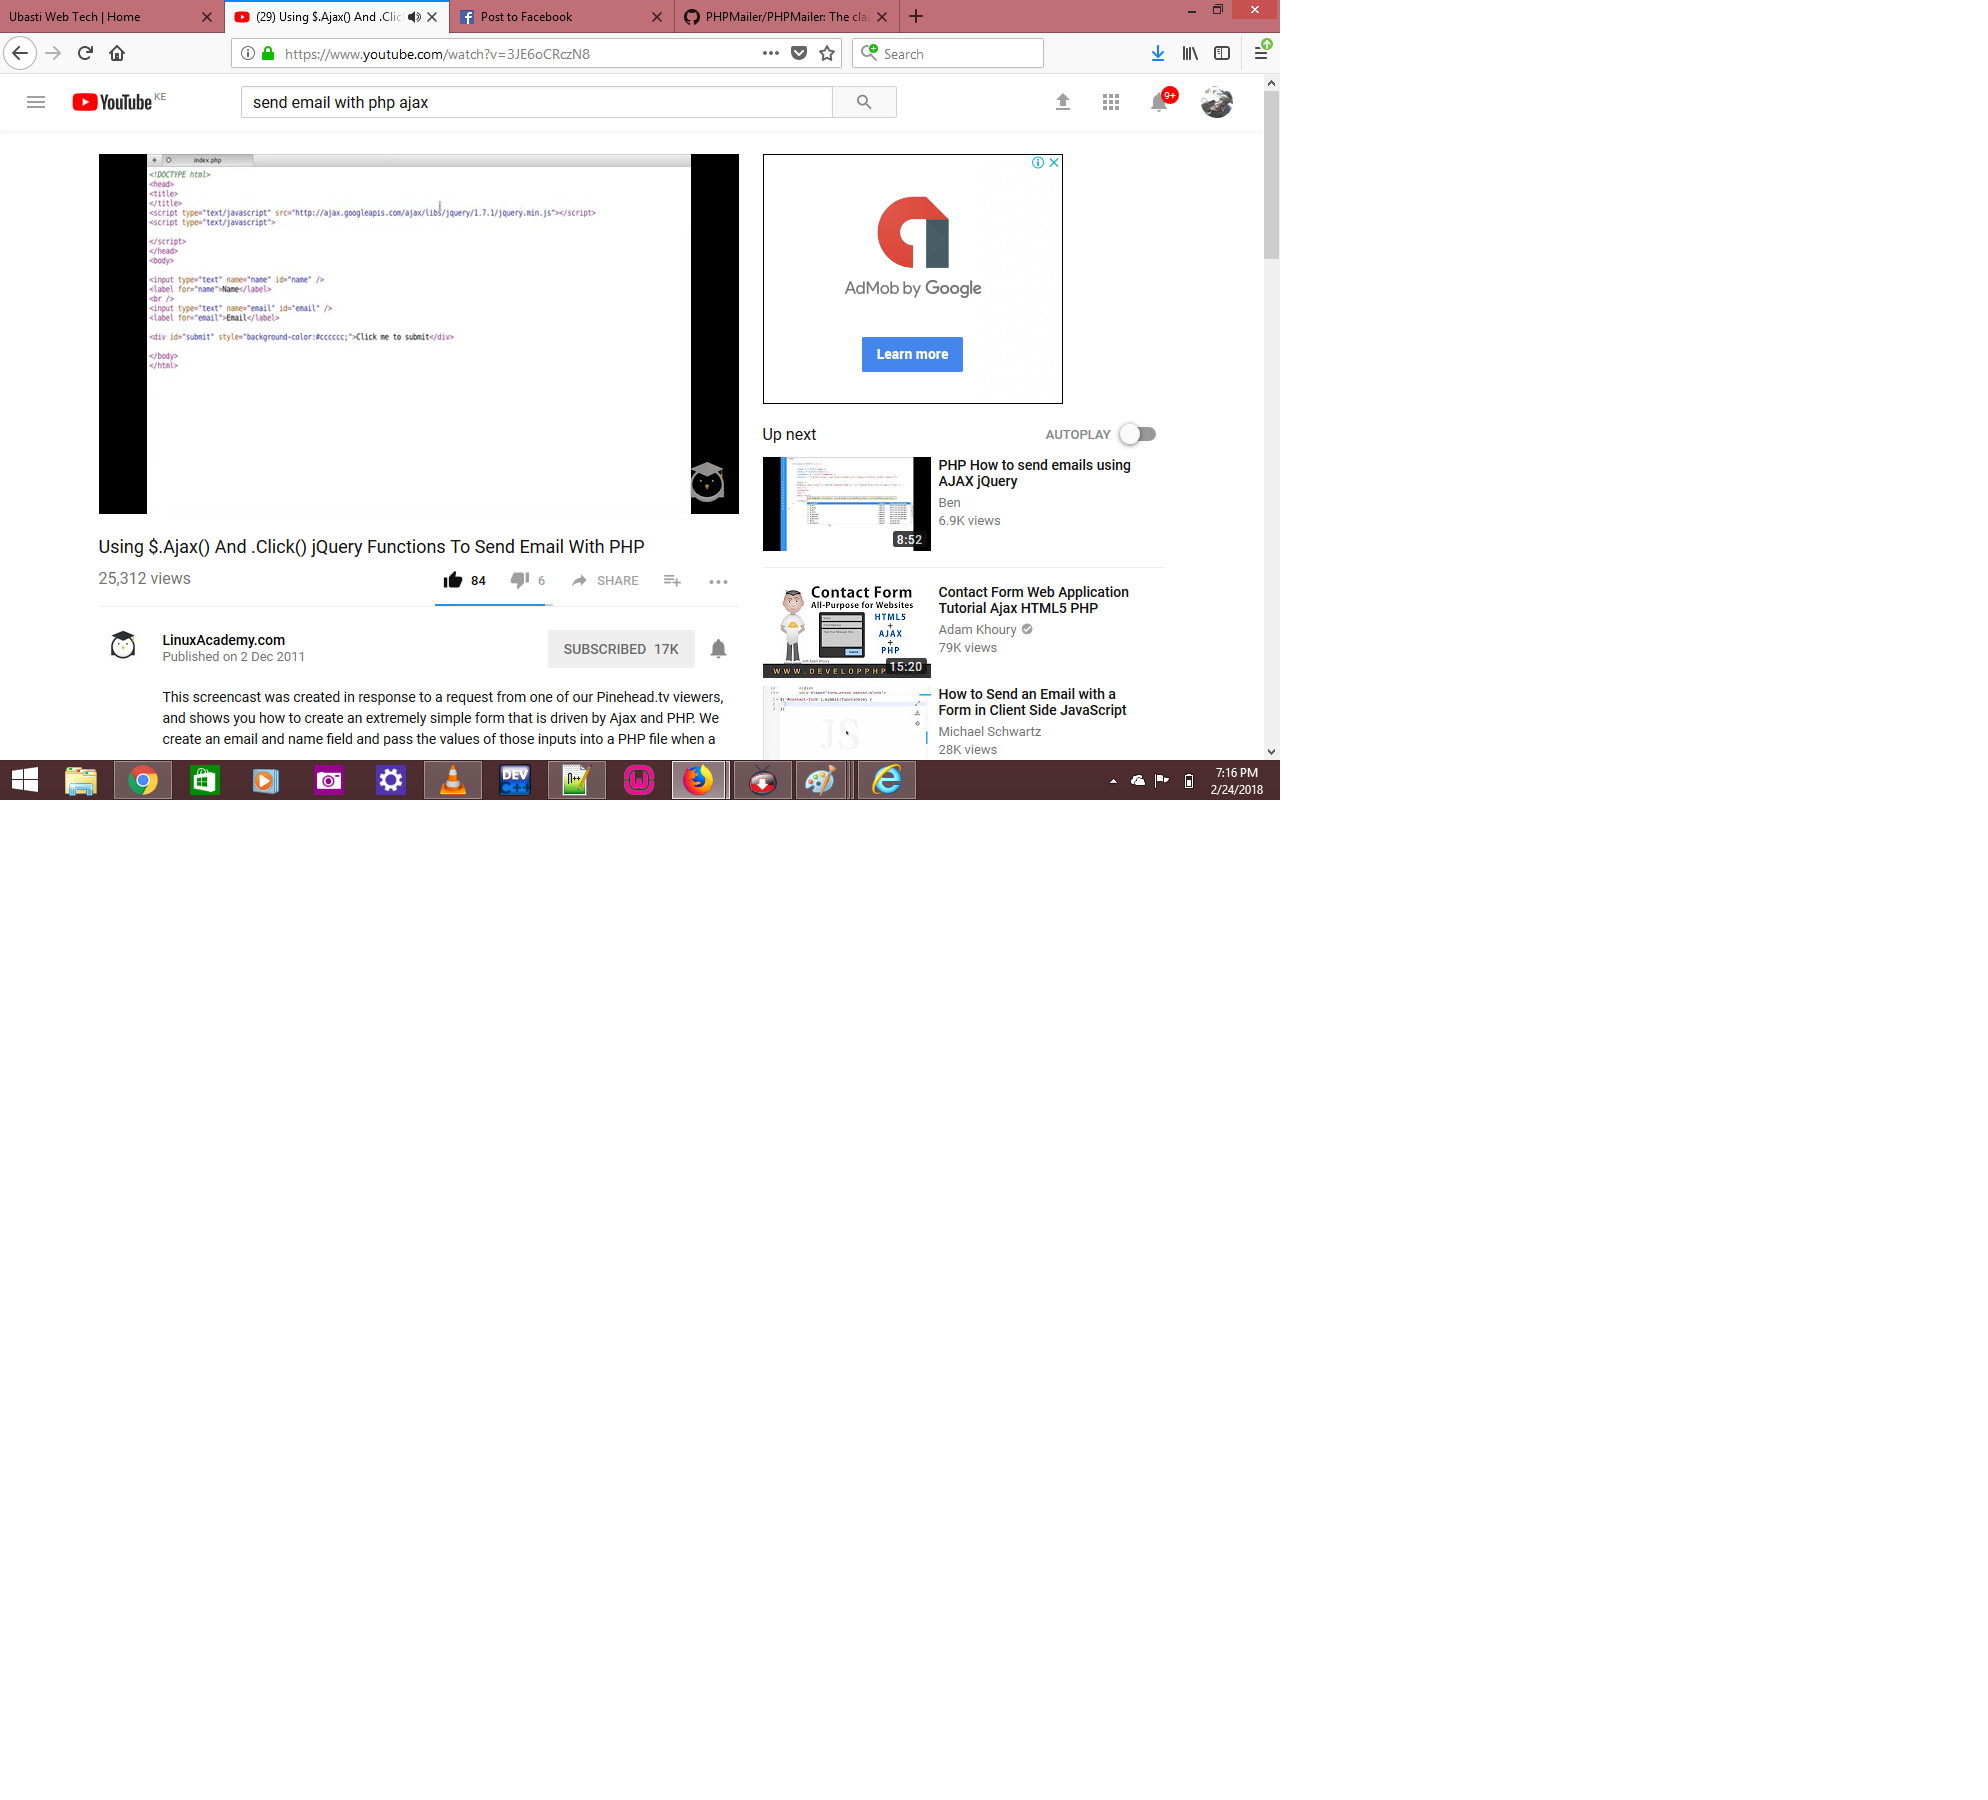 Ubasti Web Tech | Home
(29) Using $.Ajax() And .Clic
Post to Facebook
PHPMailer/PHPMailer: The cla
https://www.youtube.com/watch?v=3JE6oCRczN8
Search
YouTube KE
send email with php ajax
9+
index.php
<!DOCTYPE html>
<head>
<title>
</title>
<script type="text/javascript" src="http://ajax.googleapis.com/ajax/libs/jquery/1.7.1/jquery.min.js"></script>
<script type="text/javascript">
</script>
</head>
<body>
<input type="text" name="name" id="name" />
<label for="name">Name</label>
<br />
<input type="text" name="email" id="email" />
<label for="email">Email</label>
<div id="submit" style="background-color:#cccccc;">Click me to submit</div>
</body>
</html>
Using $.Ajax() And .Click() jQuery Functions To Send Email With PHP
25,312 views
84
6
SHARE
LinuxAcademy.com
Published on 2 Dec 2011
SUBSCRIBED 17K
This screencast was created in response to a request from one of our Pinehead.tv viewers,
and shows you how to create an extremely simple form that is driven by Ajax and PHP. We
create an email and name field and pass the values of those inputs into a PHP file when a
AdMob by Google
Learn more
Up next
AUTOPLAY
8:52
PHP How to send emails using
AJAX jQuery
Ben
6.9K views
Contact Form
All-Purpose for Websites
HTML5
+
AJAX
+
PHP
WWW.DEVELOPPHP
15:20
Contact Form Web Application
Tutorial Ajax HTML5 PHP
Adam Khoury
79K views
JS
How to Send an Email with a
Form in Client Side JavaScript
Michael Schwartz
28K views
DEV
C++
7:16 PM
2/24/2018